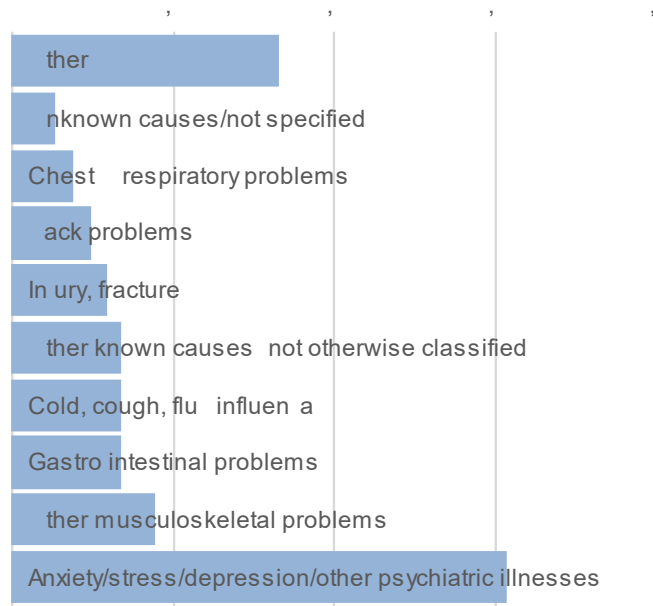 , , , ,
ther
nknown causes/not specified
Chest respiratory problems
ack problems
In ury, fracture
ther known causes not otherwise classified
Cold, cough, flu influen a
Gastro intestinal problems
ther musculoskeletal problems
Anxiety/stress/depression/other psychiatric illnesses